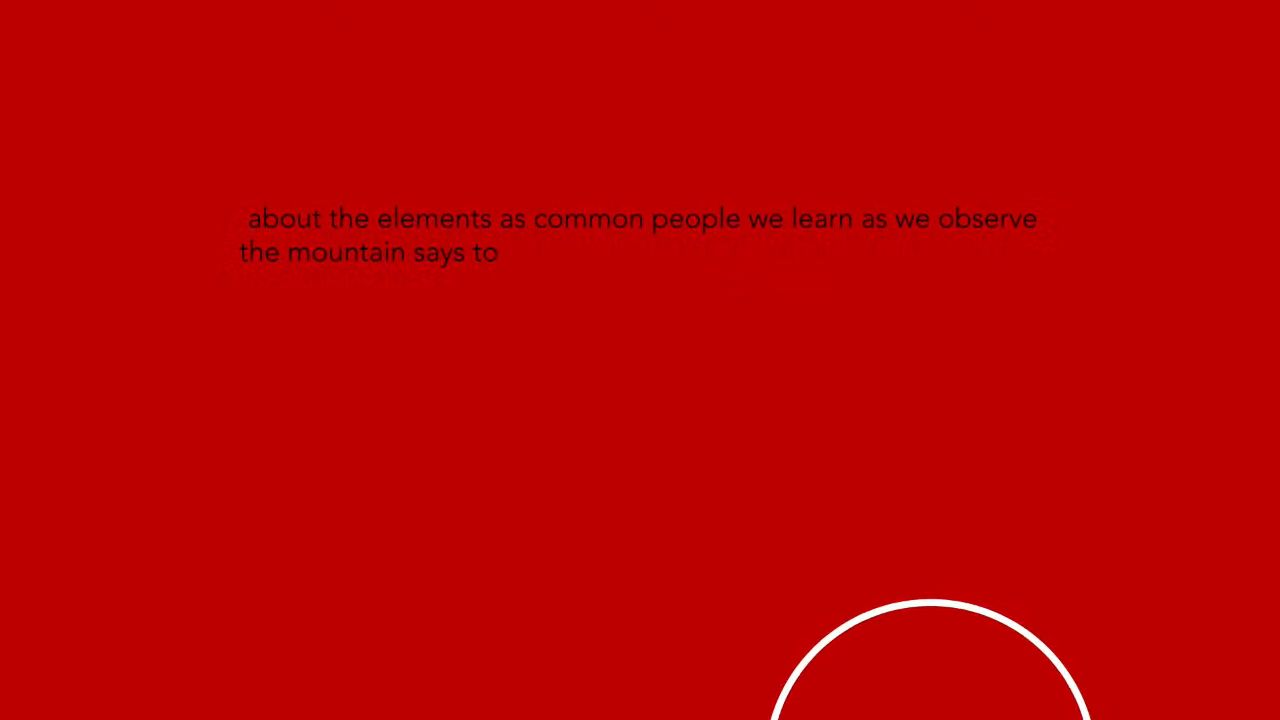 about the elements as common people we learn as we observe
the mountain says to